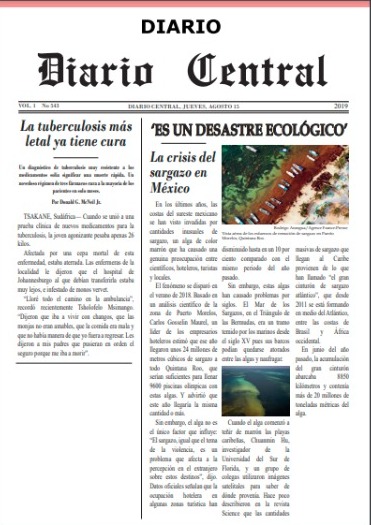 DIARIO
Diario Central
VOL. 1 No 543
DIARIO CENTRAL, JUEVES, AGOSTO 15
2019
La tuberculosis más
letal ya tiene cura
Un diagnóstico de tuberculosis muy resistente a los
medicamentos solía significar una muerte rápida. Un
novedoso régimen de tres fármacos cura a la mayoría de los
pacientes en solo meses.
Por Donald G. McNeil Jr.
TSAKANE, Sudáfrica— Cuando se unió a una
prueba clínica de nuevos medicamentos para la
tuberculosis, la joven agonizante pesaba apenas 26
kilos.
Afectada por una cepa mortal de esta
enfermedad, estaba aterrada. Las enfermeras de la
localidad le dijeron que el hospital de
Johannesburgo al que debían transferirla estaba
muy lejos, e infestado de monos vervet.
"Lloré todo el camino en la ambulancia",
recordó recientemente Tsholofelo Msimango.
"Dijeron que iba a vivir con changos, que las
monjas no eran amables, que la comida era mala y
que no había manera de que yo fuera a regresar. Les
dijeron a mis padres que pusieran en orden el
seguro porque me iba a morir".
'ES UN DESASTRE ECOLÓGICO'
La crisis del
sargazo en
México
En los últimos años, las
costas del sureste mexicano
se han visto invadidas por
cantidades inusuales de
sargazo, un alga de color
marrón que ha causado una
genuina preocupación entre
científicos, hoteleros, turistas
y locales.
El fenómeno se disparó en
el verano de 2018. Basado en
un análisis científico de la
zona de Puerto Morelos,
Carlos Gosselin Maurel, un
líder de los empresarios
hoteleros estimó que ese año
llegaron unos 24 millones de
metros cúbicos de sargazo a
todo Quintana Roo, que
serían suficientes para llenar
9600 piscinas olímpicas con
estas algas. Y advirtió que
este año llegaría la misma
cantidad o más.
Sin embargo, el alga no es
el único factor que influye:
"El sargazo, igual que el tema
de la violencia, es un
problema que afecta a la
percepción en el extranjero
sobre estos destinos", dijo.
Datos oficiales señalan que la
ocupación hotelera en
algunas zonas turística han
Rodrigo Arangua/ Agence France-Presse
Vista aérea de los esfuerzos de remoción de sargazo en Puerto
Morelos, Quintana Roo
disminuido hasta en un 10 por
ciento comparado con el
mismo periodo del año
pasado.
Sin embargo, estas algas
han causado problemas por
siglos. El Mar de los
Sargazos, en el Triángulo de
las Bermudas, era un tramo
temido por los marinos desde
el siglo XV pues sus barcos
podían quedarse atorados
entre las algas y naufragar.
Cuando el alga comenzó a
teñir de marrón las playas
caribeñas, Chuanmin Hu,
investigador de la
Universidad del Sur de
Florida, y un grupo de
colegas utilizaron imágenes
satelitales para saber de
dónde provenía. Hace poco
describieron en la revista
Science que las cantidades
masivas de sargazo que
llegan al Caribe
provienen de lo que
han llamado "el gran
cinturón de sargazo
atlántico", que desde
2011 se está formando
en medio del Atlántico,
entre las costas de
Brasil y África
occidental.
En junio del año
pasado, la acumulación
del gran cinturón
abarcaba 8850
kilómetros y contenía
más de 20 millones de
toneladas métricas del
alga.